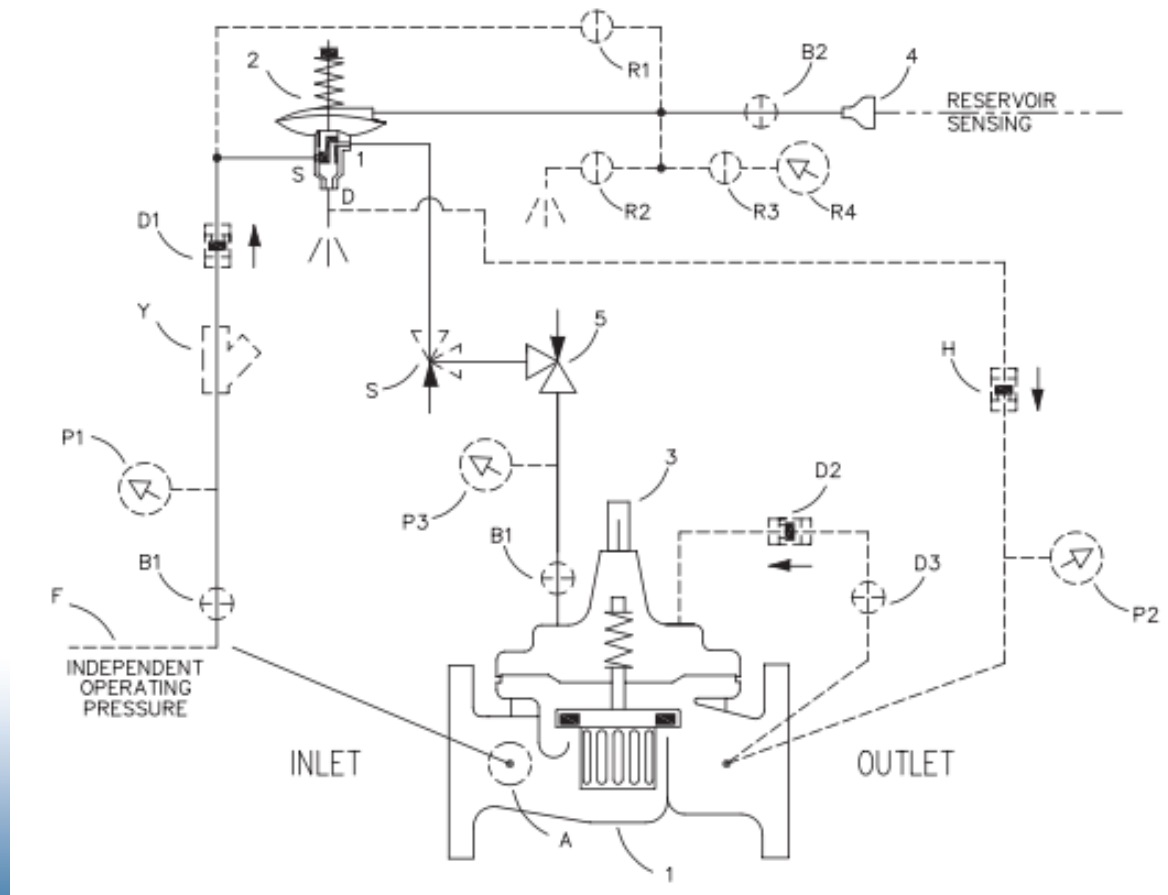 R1
B2
4
2
RESERVOIR
SENSING
S
1
D
R2
R3
R4
D1
Y
S
5
H
P1
P3
3
D2
B1
B1
D3
P2
F
INDEPENDENT
OPERATING
PRESSURE
INLET
OUTLET
A
1